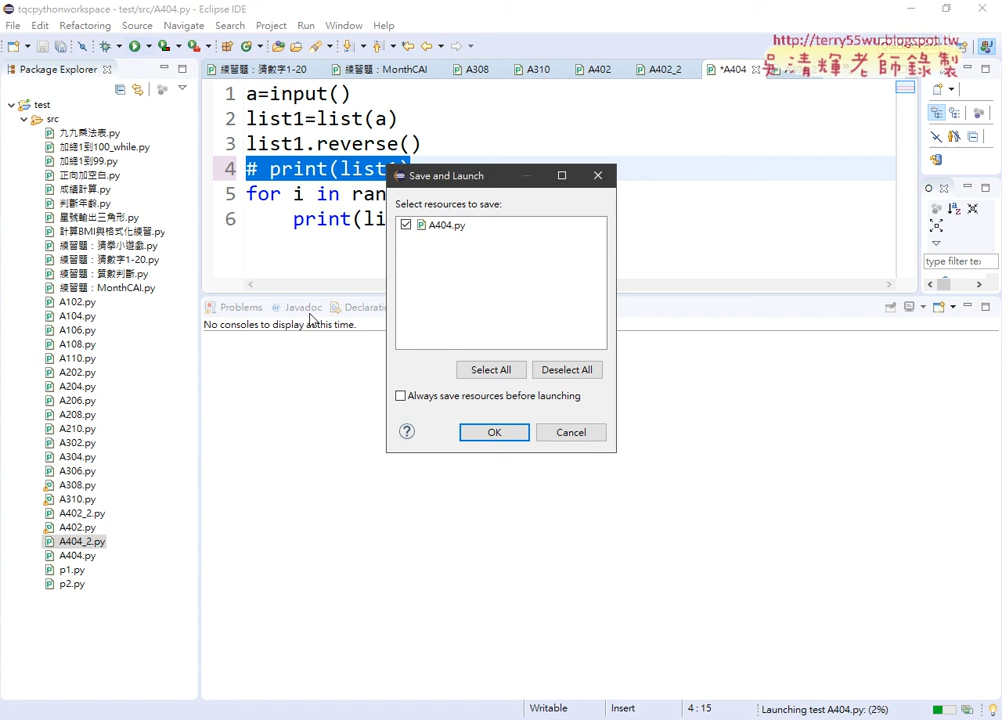 tqcpythonworkspace - test/src/A404.py - Eclipse IDE
File Edit Refactoring Source Navigate Search Project Run Window Help
http://terry55wu.blogspot.tw
吳清輝老師錄製
Package Explorer
練習題：猜數字1-20 練習題：MonthCAI A308 A310 A402 A402_2 *A404
test
src
九九乘法表.py
加總1到100_while.py
加總1到99.py
正向加空白.py
成績計算.py
判斷年齡.py
星號輸出三角形.py
計算BMI與格式化練習.py
練習題：猜拳小遊戲.py
練習題：猜數字1-20.py
練習題：質數判斷.py
練習題：MonthCAI.py
A102.py
A104.py
A106.py
A108.py
A110.py
A202.py
A204.py
A206.py
A208.py
A210.py
A302.py
A304.py
A306.py
A308.py
A310.py
A402_2.py
A402.py
A404_2.py
A404.py
p1.py
p2.py
1 a=input()
2 list1=list(a)
3 list1.reverse()
4 # print(list1)
5 for i in ran
6 print(li
Save and Launch
Select resources to save:
A404.py
Select All Deselect All
Always save resources before launching
OK Cancel
Problems Javadoc Declaratio
No consoles to display at this time.
type filter te
Writable Insert 4 : 15 Launching test A404.py: (2%)